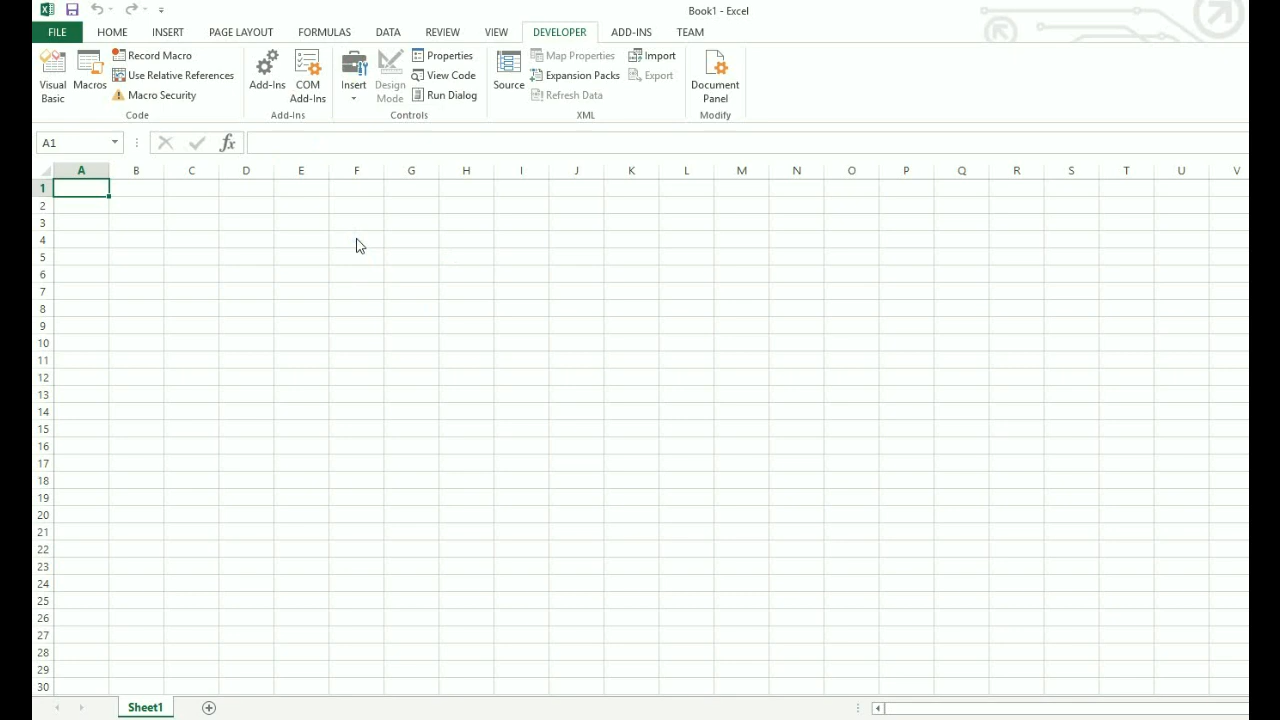 Book1 - Excel
FILE HOME INSERT PAGE LAYOUT FORMULAS DATA REVIEW VIEW DEVELOPER ADD-INS TEAM
Visual Basic
Macros
Record Macro
Use Relative References
Macro Security
Code
Add-Ins
COM Add-Ins
Add-Ins
Insert
Design Mode
Properties
View Code
Run Dialog
Controls
Source
Map Properties
Expansion Packs
Refresh Data
Import
Export
XML
Document Panel
Modify
A1
fx
A B C D E F G H I J K L M N O P Q R S T U V
1
2
3
4
5
6
7
8
9
10
11
12
13
14
15
16
17
18
19
20
21
22
23
24
25
26
27
28
29
30
Sheet1